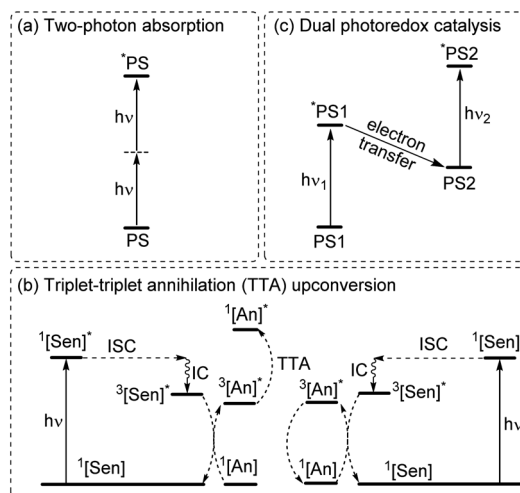 (a) Two-photon absorption
*PS
hν
hν
PS
(c) Dual photoredox catalysis
*PS2
*PS1
hν₂
electron
transfer
hν₁
PS2
PS1
(b) Triplet-triplet annihilation (TTA) upconversion
¹[An]*
¹[Sen]*
ISC
TTA
ISC
¹[Sen]
IC
IC
³[Sen]*
³[An]*
³[An]*
³[Sen]*
hν
hν
¹[Sen]
¹[An]
¹[An]
¹[Sen]